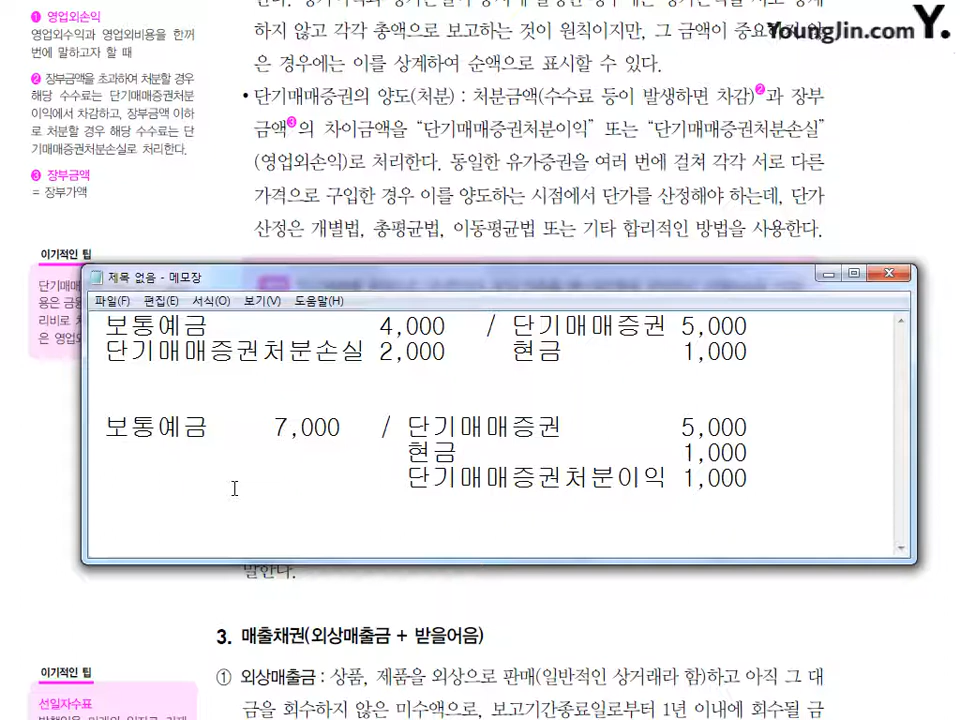 ❶ 영업외손익
영업외수익과 영업외비용을 한꺼
번에 말하고자 할 때
❷ 장부금액을 초과하여 처분할 경우
해당 수수료는 단기매매증권처분
이익에서 차감하고, 장부금액 이하
로 처분할 경우 해당 수수료는 단
기매매증권처분손실로 처리한다.
❸ 장부금액
= 장부가액
YoungJin.com Y.
하지 않고 각각 총액으로 보고하는 것이 원칙이지만, 그 금액이
은 경우에는 이를 상계하여 순액으로 표시할 수 있다.
• 단기매매증권의 양도(처분) : 처분금액(수수료 등이 발생하면 차감)❷과 장부
금액❸의 차이금액을 “단기매매증권처분이익” 또는 “단기매매증권처분손실”
(영업외손익)로 처리한다. 동일한 유가증권을 여러 번에 걸쳐 각각 서로 다른
가격으로 구입한 경우 이를 양도하는 시점에서 단가를 산정해야 하는데, 단가
산정은 개별법, 총평균법, 이동평균법 또는 기타 합리적인 방법을 사용한다.
이기적인 팁
단기매매
용은 금융
리비로 처
은 영업외
제목 없음 - 메모장
파일(F) 편집(E) 서식(O) 보기(V) 도움말(H)
보통예금 4,000 / 단기매매증권 5,000
단기매매증권처분손실 2,000 현금 1,000
보통예금 7,000 / 단기매매증권 5,000
현금 1,000
단기매매증권처분이익 1,000
말한다.
3. 매출채권(외상매출금 + 받을어음)
이기적인 팁
선일자수표
① 외상매출금 : 상품, 제품을 외상으로 판매(일반적인 상거래라 함)하고 아직 그 대
금을 회수하지 않은 미수액으로, 보고기간종료일로부터 1년 이내에 회수될 금